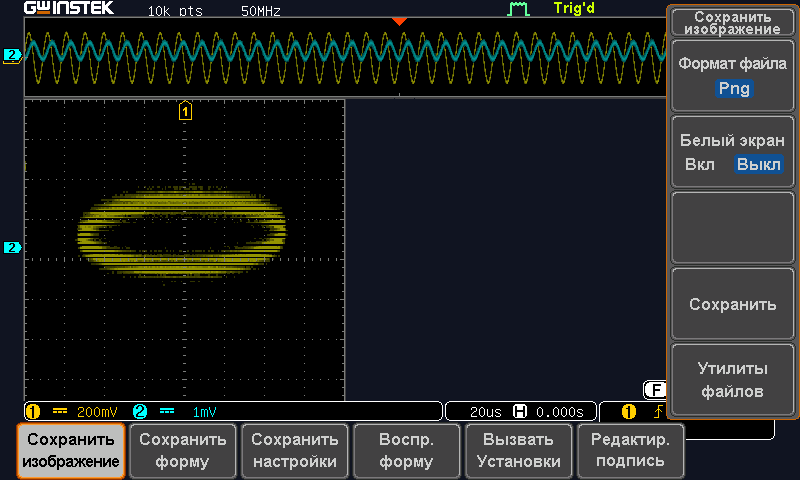 GWINSTEK 10k pts 50MHz Trig'd
2
1
2
Сохранить
изображение
Формат файла
Png
Белый экран
Вкл Выкл
Сохранить
Утилиты
файлов
F
1 200mV 2 1mV 20us H 0.000s 1
Сохранить
изображение
Сохранить
форму
Сохранить
настройки
Воспр.
форму
Вызвать
Установки
Редактир.
подпись